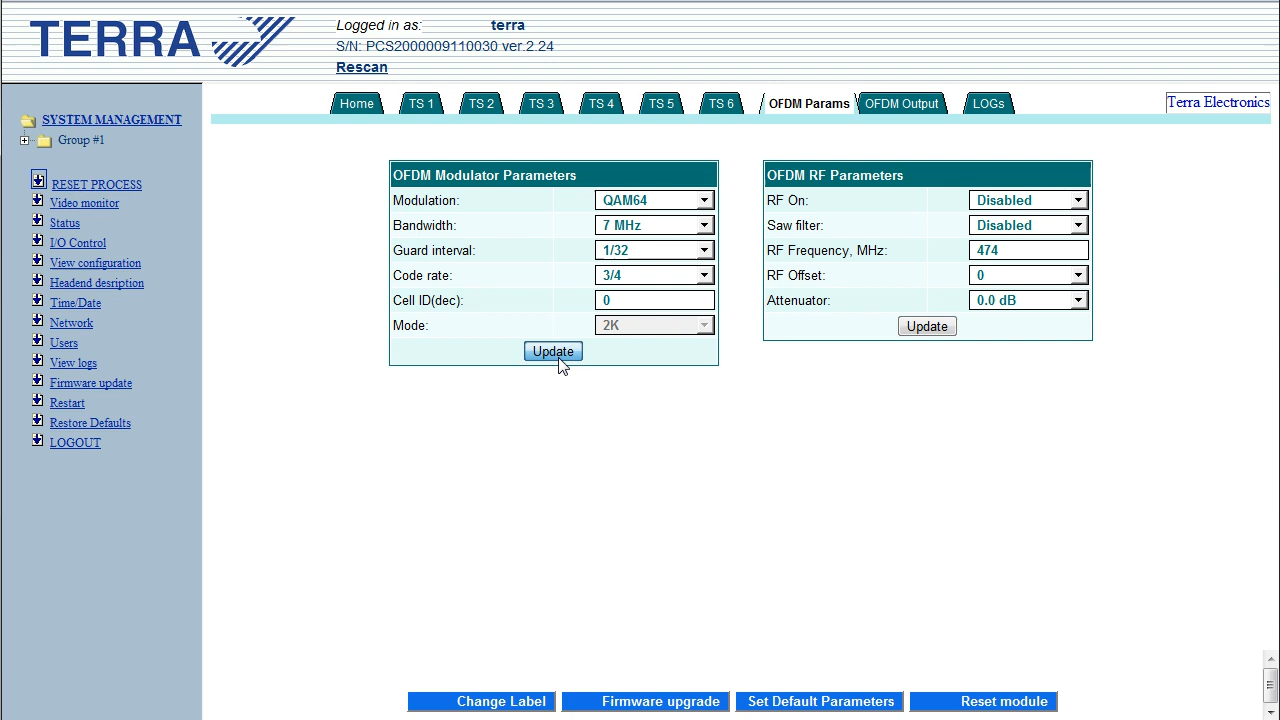 TERRA
Logged in as: terra
S/N: PCS2000009110030 ver.2.24
Rescan
Home TS 1 TS 2 TS 3 TS 4 TS 5 TS 6 OFDM Params OFDM Output LOGs
Terra Electronics
SYSTEM MANAGEMENT
Group #1
RESET PROCESS
Video monitor
Status
I/O Control
View configuration
Headend desription
Time/Date
Network
Users
View logs
Firmware update
Restart
Restore Defaults
LOGOUT
OFDM Modulator Parameters
Modulation: QAM64
Bandwidth: 7 MHz
Guard interval: 1/32
Code rate: 3/4
Cell ID(dec): 0
Mode: 2K
Update
OFDM RF Parameters
RF On: Disabled
Saw filter: Disabled
RF Frequency, MHz: 474
RF Offset: 0
Attenuator: 0.0 dB
Update
Change Label Firmware upgrade Set Default Parameters Reset module